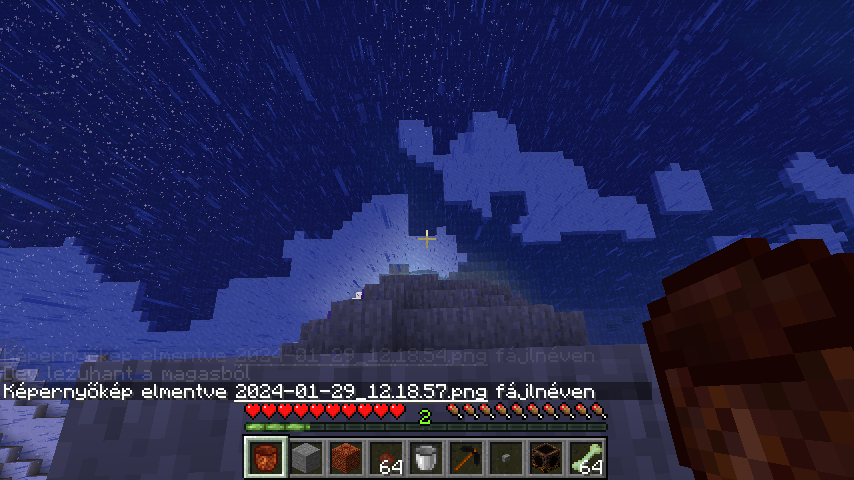 Képernyőkép elmentve 2024-01-29_12.18.54.png fájlnéven
Dev lezuhant a magasból
Képernyőkép elmentve 2024-01-29_12.18.57.png fájlnéven
2
64
64